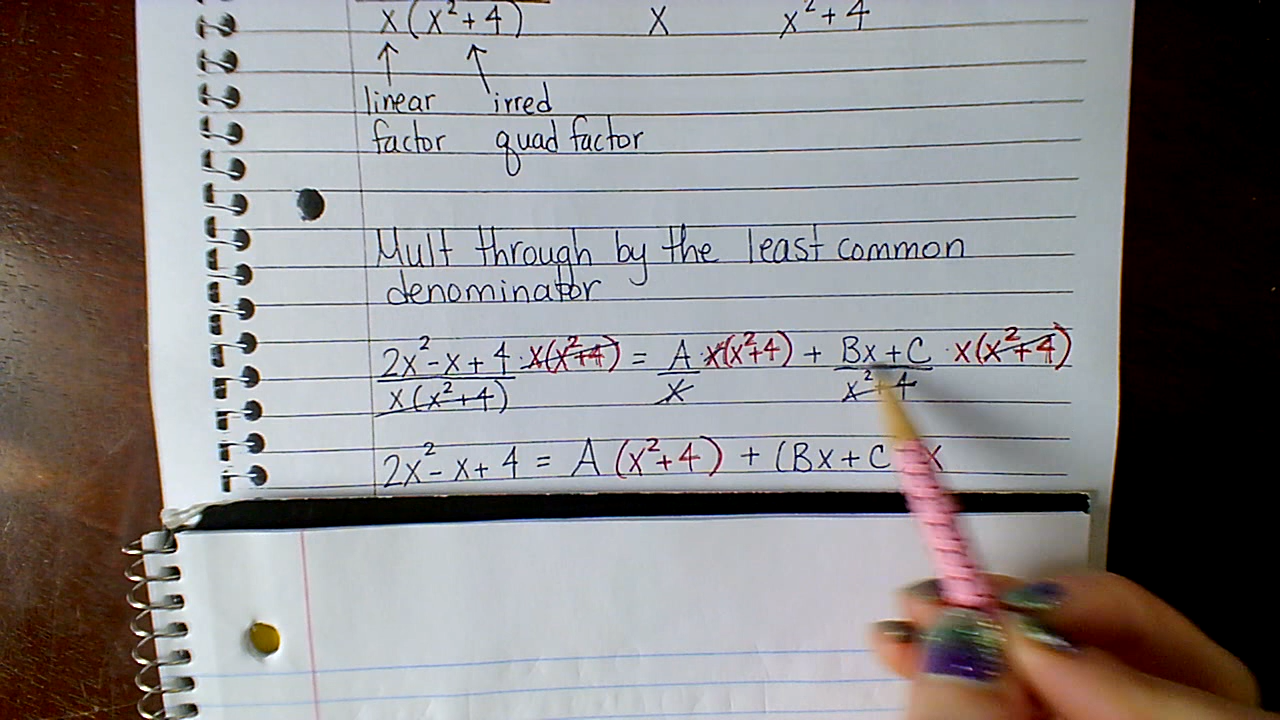 x(x²+4) x x²+4
linear irred
factor quad factor
Mult through by the least common
denominator
2x²-x+4 · x(x²+4) = A x(x²+4) + Bx+C · x(x²+4)
x(x²+4) x x²+4
2x²-x+4 = A(x²+4) + (Bx+C x